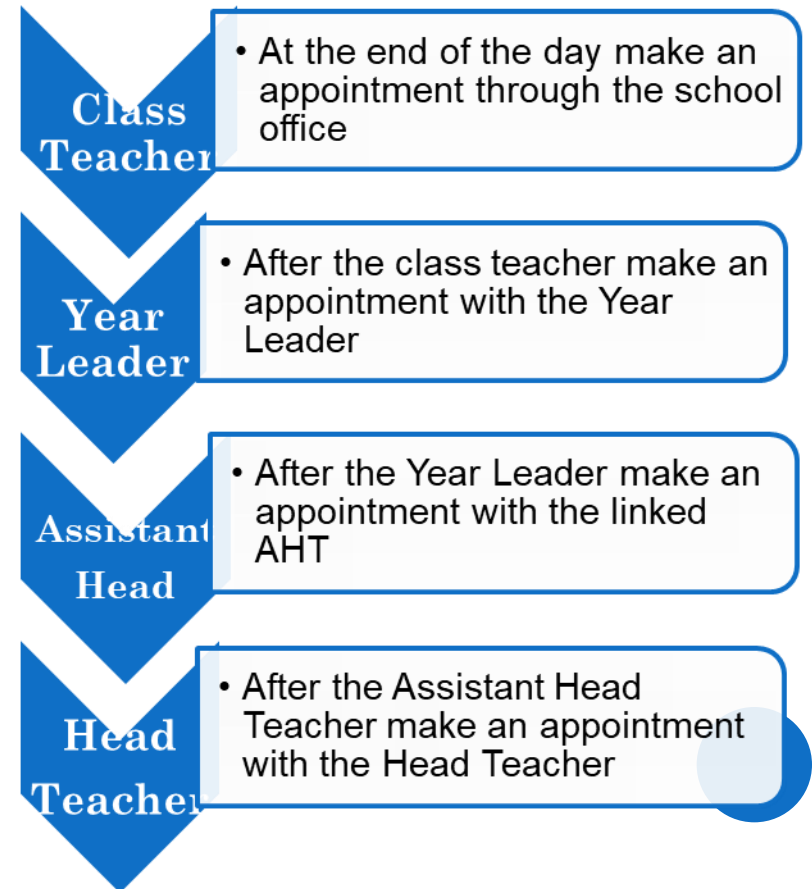 Class
Teacher
• At the end of the day make an
appointment through the school
office
Year
Leader
• After the class teacher make an
appointment with the Year
Leader
Assistant
Head
• After the Year Leader make an
appointment with the linked
AHT
Head
Teacher
• After the Assistant Head
Teacher make an appointment
with the Head Teacher